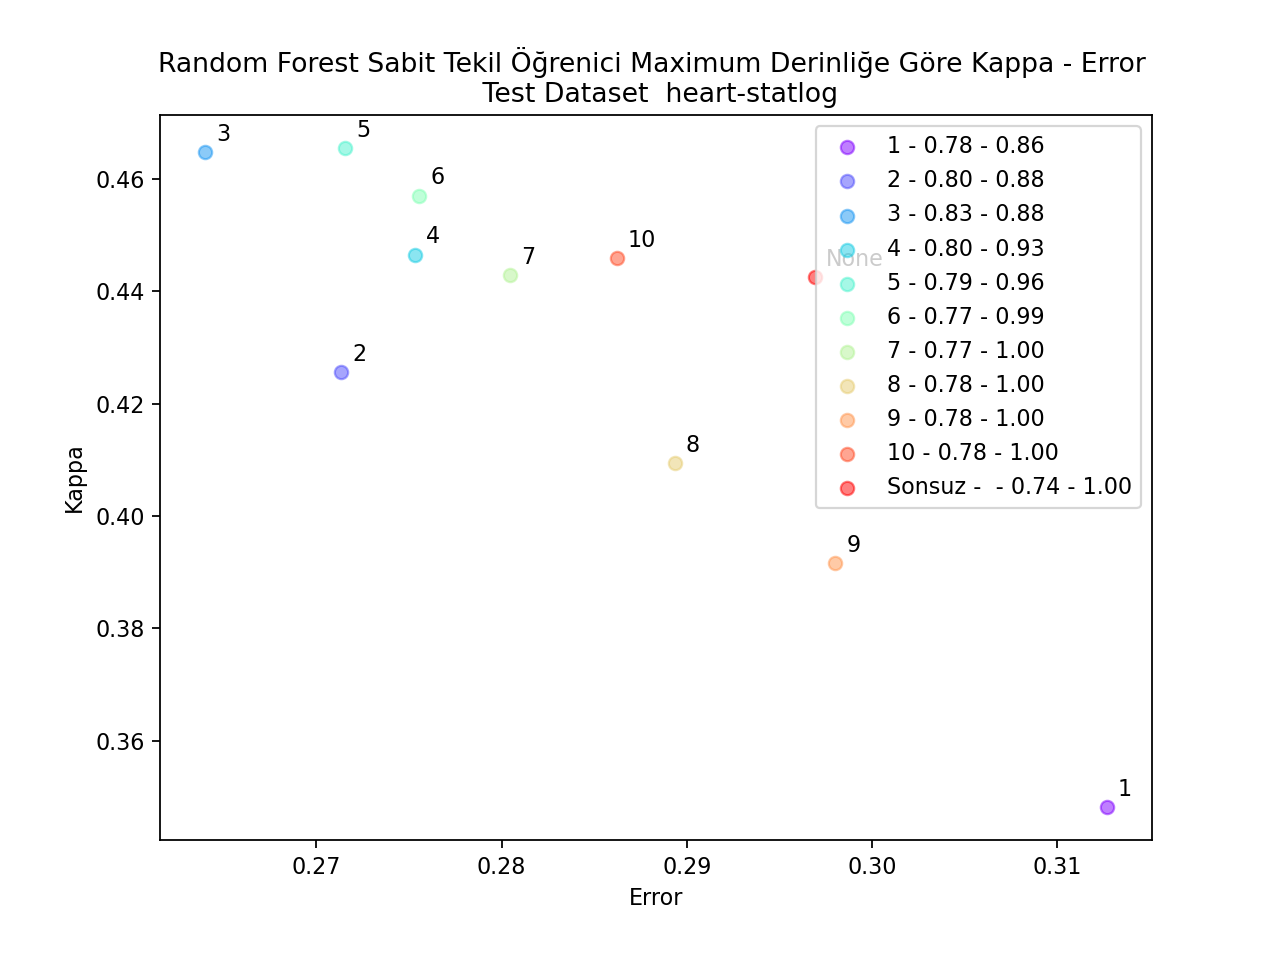 Random Forest Sabit Tekil Öğrenici Maximum Derinliğe Göre Kappa - Error
Test Dataset  heart-statlog
3
5
6
4
7
10
None
2
8
9
1
1 - 0.78 - 0.86
2 - 0.80 - 0.88
3 - 0.83 - 0.88
4 - 0.80 - 0.93
5 - 0.79 - 0.96
6 - 0.77 - 0.99
7 - 0.77 - 1.00
8 - 0.78 - 1.00
9 - 0.78 - 1.00
10 - 0.78 - 1.00
Sonsuz -  - 0.74 - 1.00
Kappa
0.46
0.44
0.42
0.40
0.38
0.36
0.27
0.28
0.29
0.30
0.31
Error